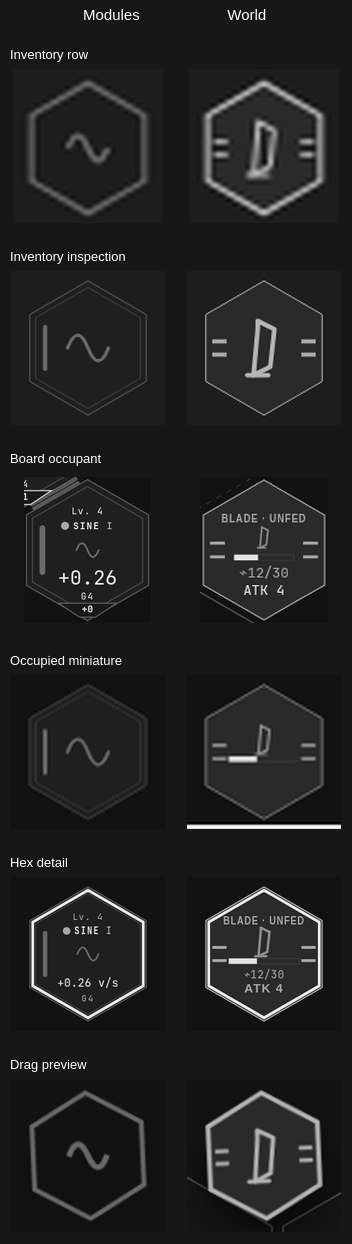 Modules World
Inventory row
Inventory inspection
Board occupant
Lv. 4
SINE I
+0.26
G4
+0
BLADE · UNFED
12/30
ATK 4
Occupied miniature
Hex detail
Lv. 4
SINE I
+0.26 v/s
G4
BLADE · UNFED
12/30
ATK 4
Drag preview